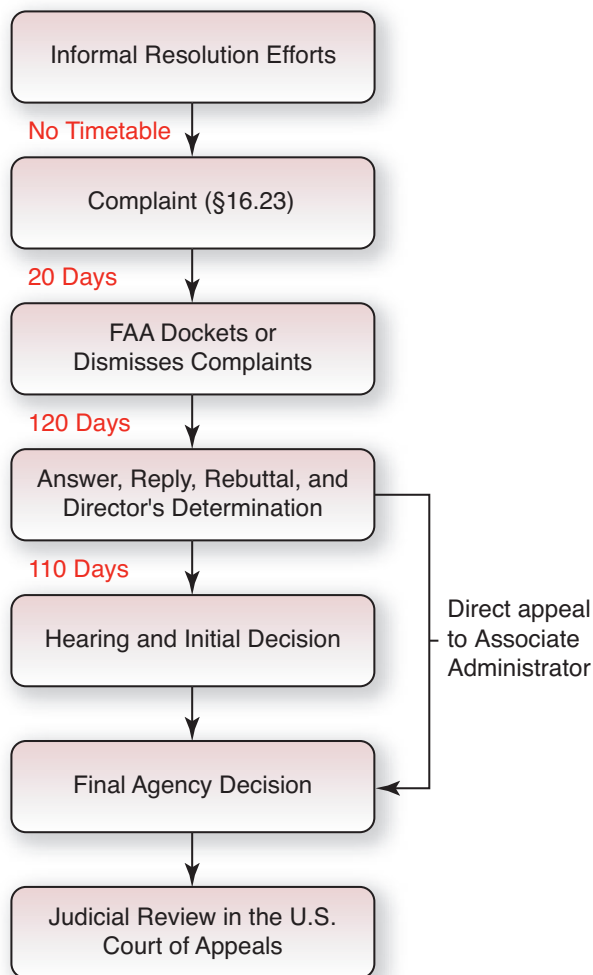 Informal Resolution Efforts
No Timetable
Complaint (§16.23)
20 Days
FAA Dockets or
Dismisses Complaints
120 Days
Answer, Reply, Rebuttal, and
Director's Determination
110 Days
Hearing and Initial Decision
Direct appeal
to Associate
Administrator
Final Agency Decision
Judicial Review in the U.S.
Court of Appeals